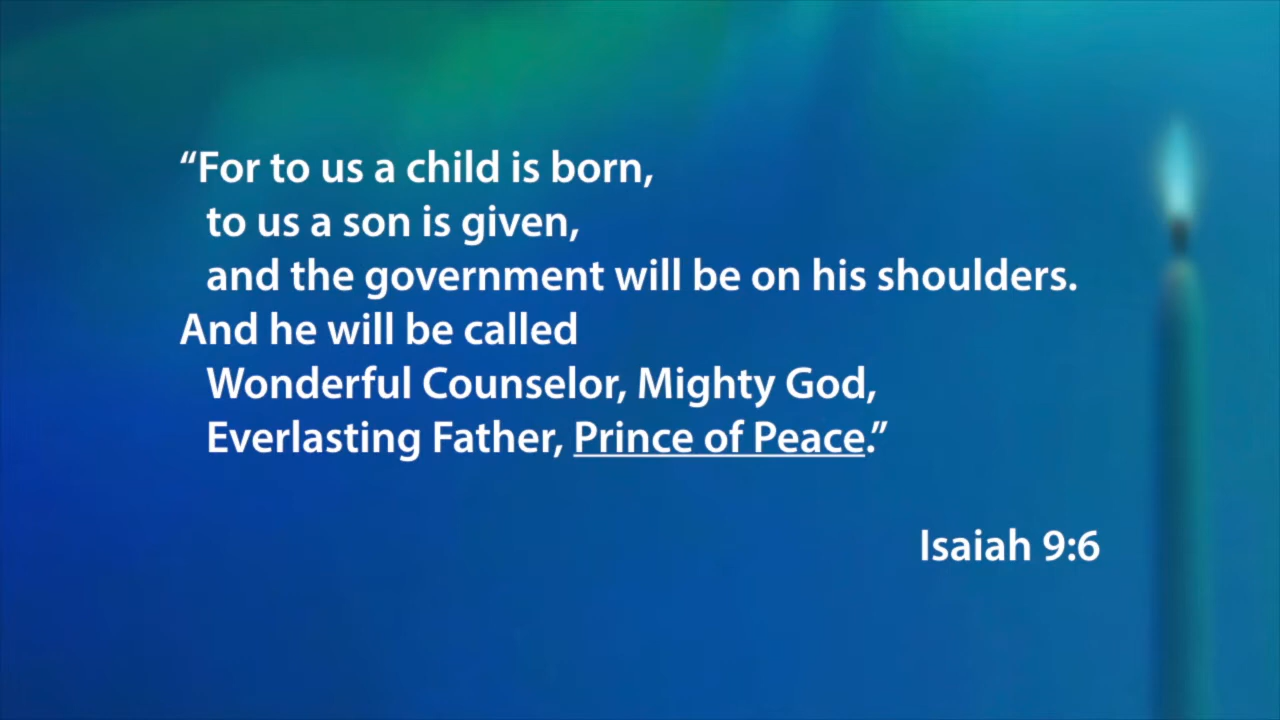 “For to us a child is born,
to us a son is given,
and the government will be on his shoulders.
And he will be called
Wonderful Counselor, Mighty God,
Everlasting Father, Prince of Peace.”
Isaiah 9:6